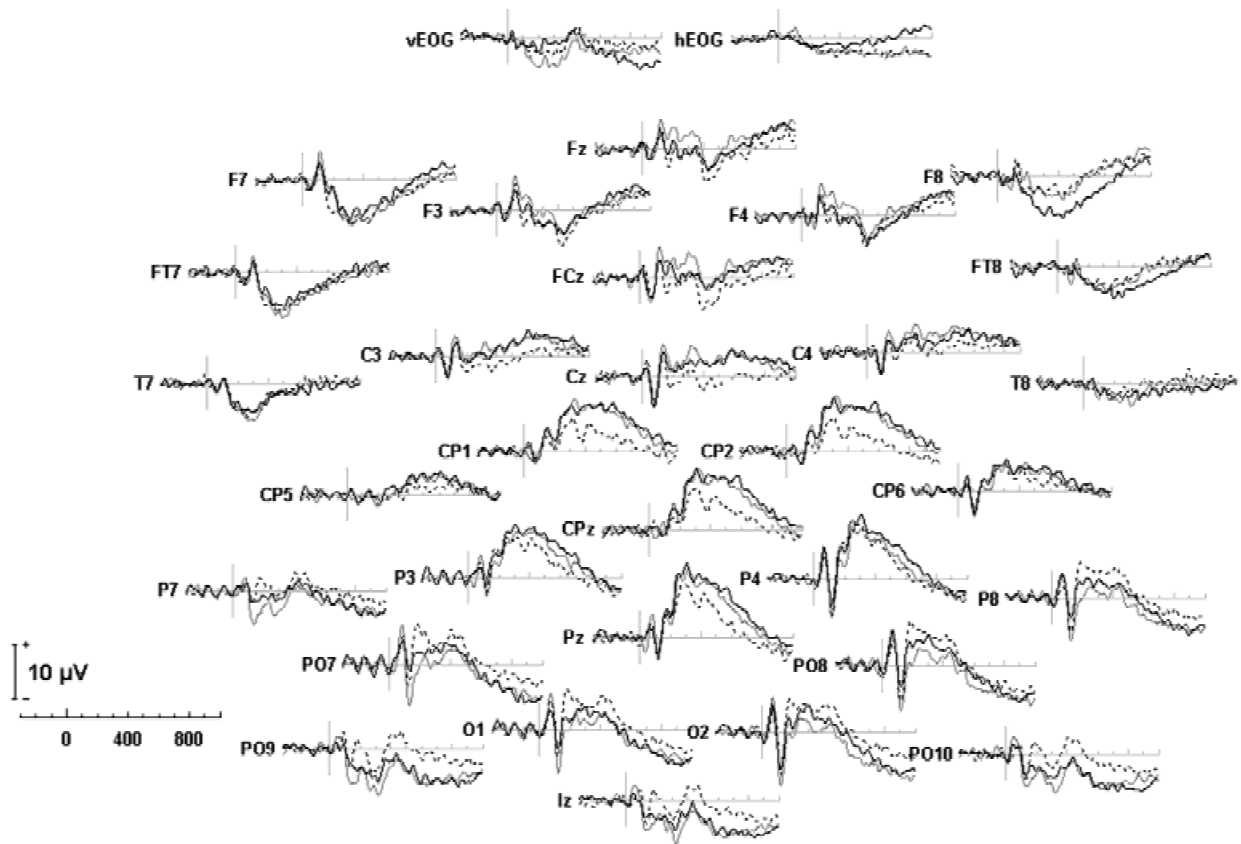 vEOG hEOG
Fz
F7 F8
F3 F4
FT7 FCz FT8
C3 Cz C4
T7 T8
CP1 CP2
CP5 CP6
CPz
P3 P4
P7 P8
Pz
+
10 µV
−
PO7 PO8
0 400 800
O1 O2
PO9 PO10
Iz